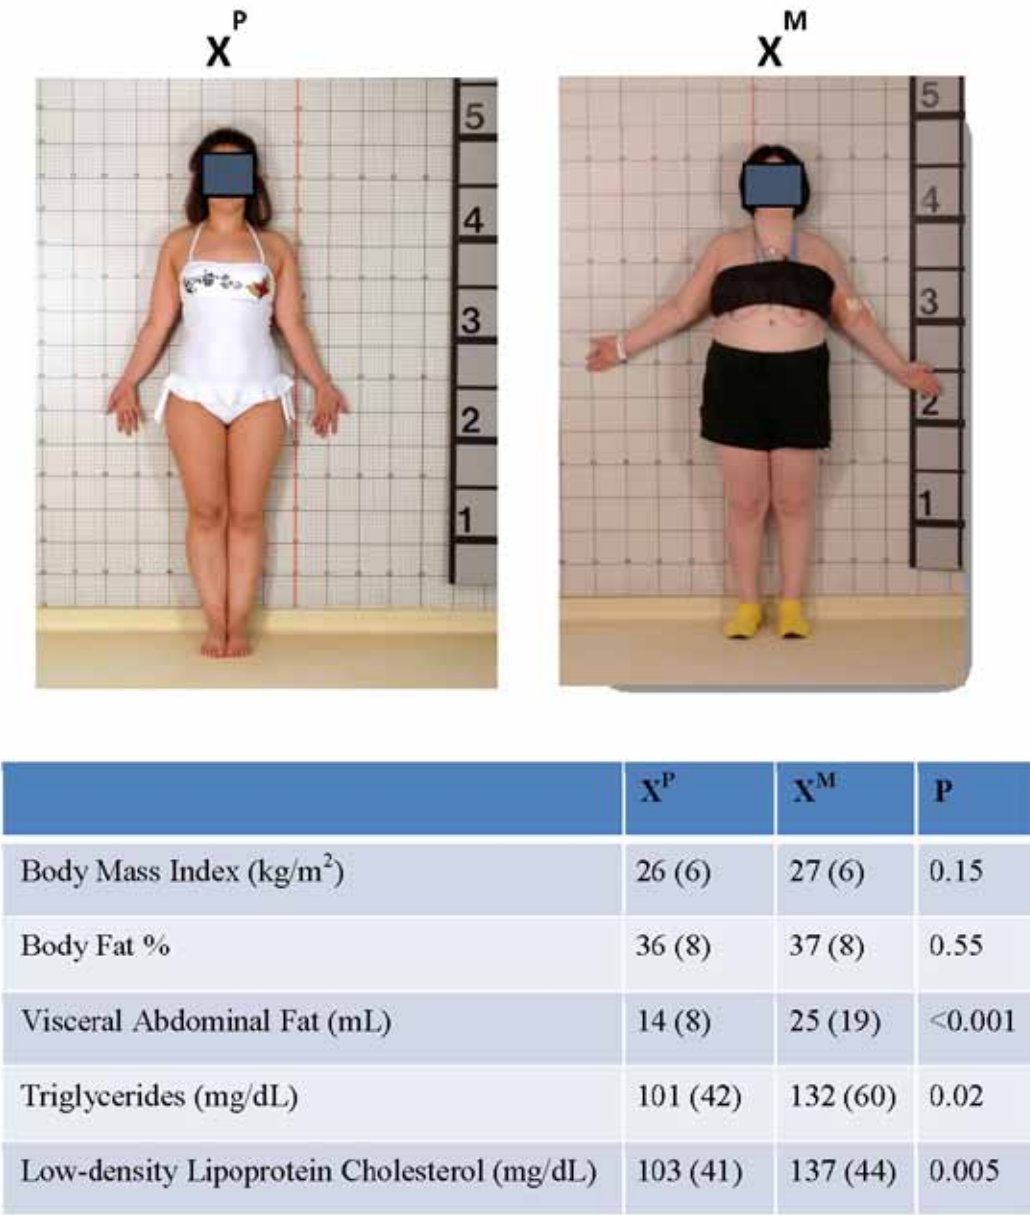 X^P
X^M
5
4
3
2
1
5
4
3
2
1
X^P X^M P
Body Mass Index (kg/m²) 26 (6) 27 (6) 0.15
Body Fat % 36 (8) 37 (8) 0.55
Visceral Abdominal Fat (mL) 14 (8) 25 (19) <0.001
Triglycerides (mg/dL) 101 (42) 132 (60) 0.02
Low-density Lipoprotein Cholesterol (mg/dL) 103 (41) 137 (44) 0.005